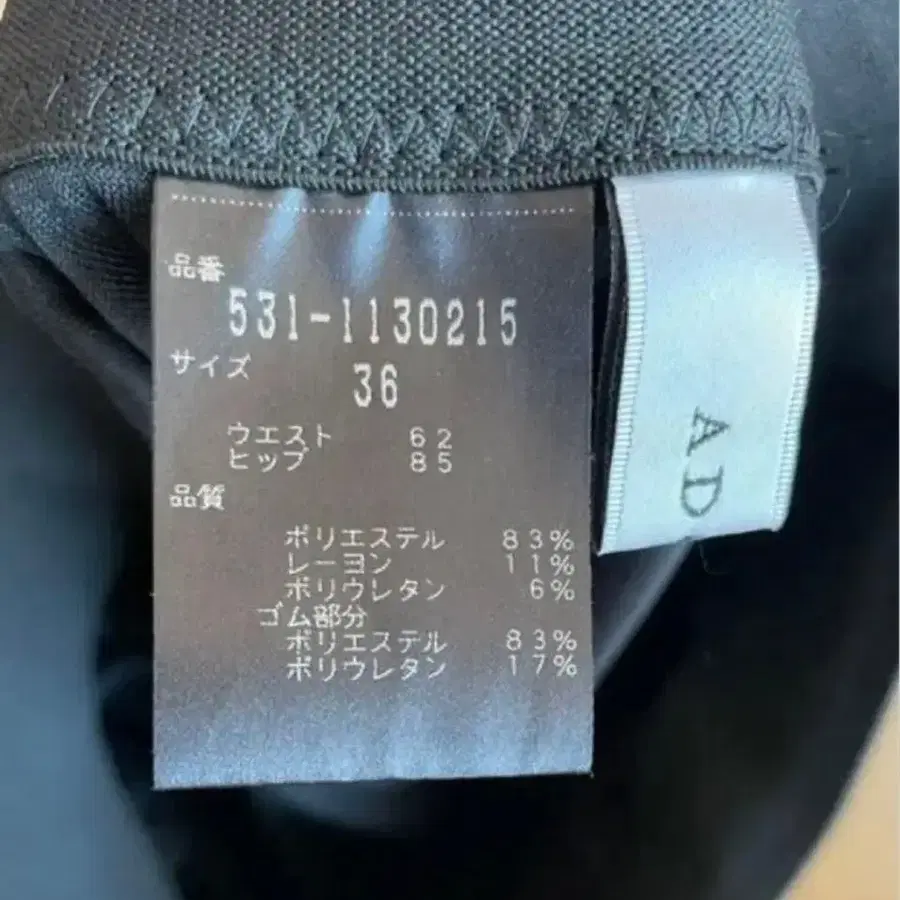 品番
531-1130215
サイズ
36
ウエスト 62
ヒップ 85
品質
ポリエステル 83%
レーヨン 11%
ポリウレタン 6%
ゴム部分
ポリエステル 83%
ポリウレタン 17%
AD